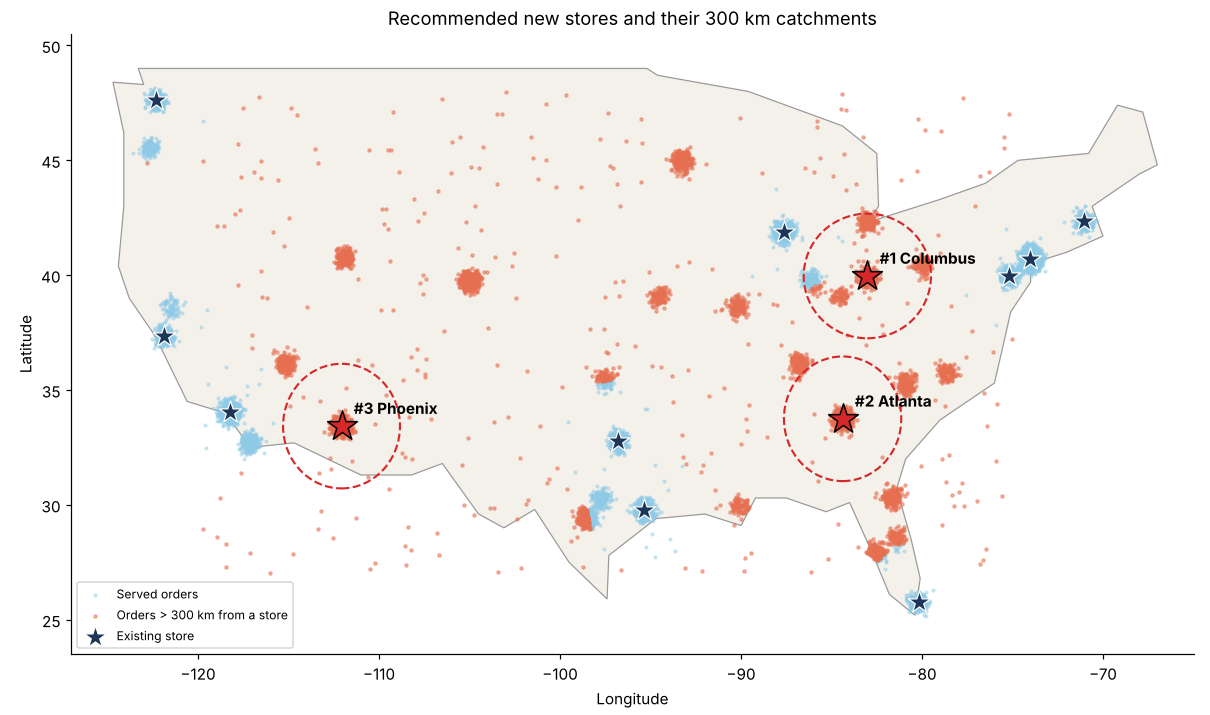 Recommended new stores and their 300 km catchments
Latitude
50
45
40
35
30
25
#1 Columbus
#2 Atlanta
#3 Phoenix
Served orders
Orders > 300 km from a store
Existing store
−120
−110
−100
−90
−80
−70
Longitude